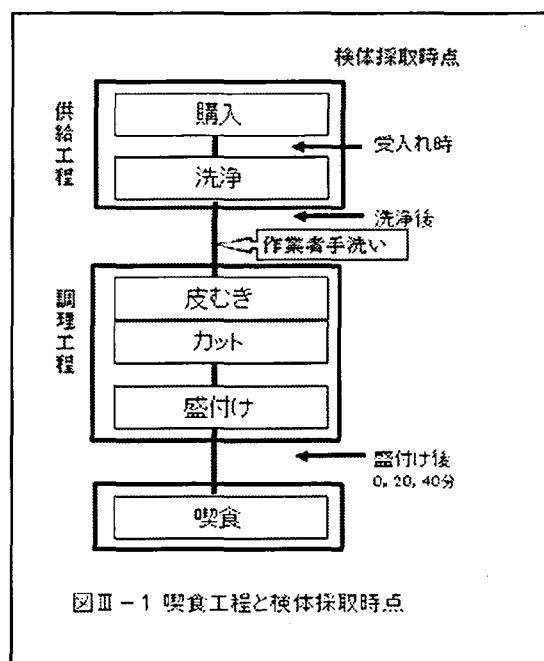 検体採取時点
供給工程
購入
受入れ時
洗浄
洗浄後
作業者手洗い
調理工程
皮むき
カット
盛付け
盛付け後
0, 20, 40分
喫食
図Ⅲ-1 喫食工程と検体採取時点